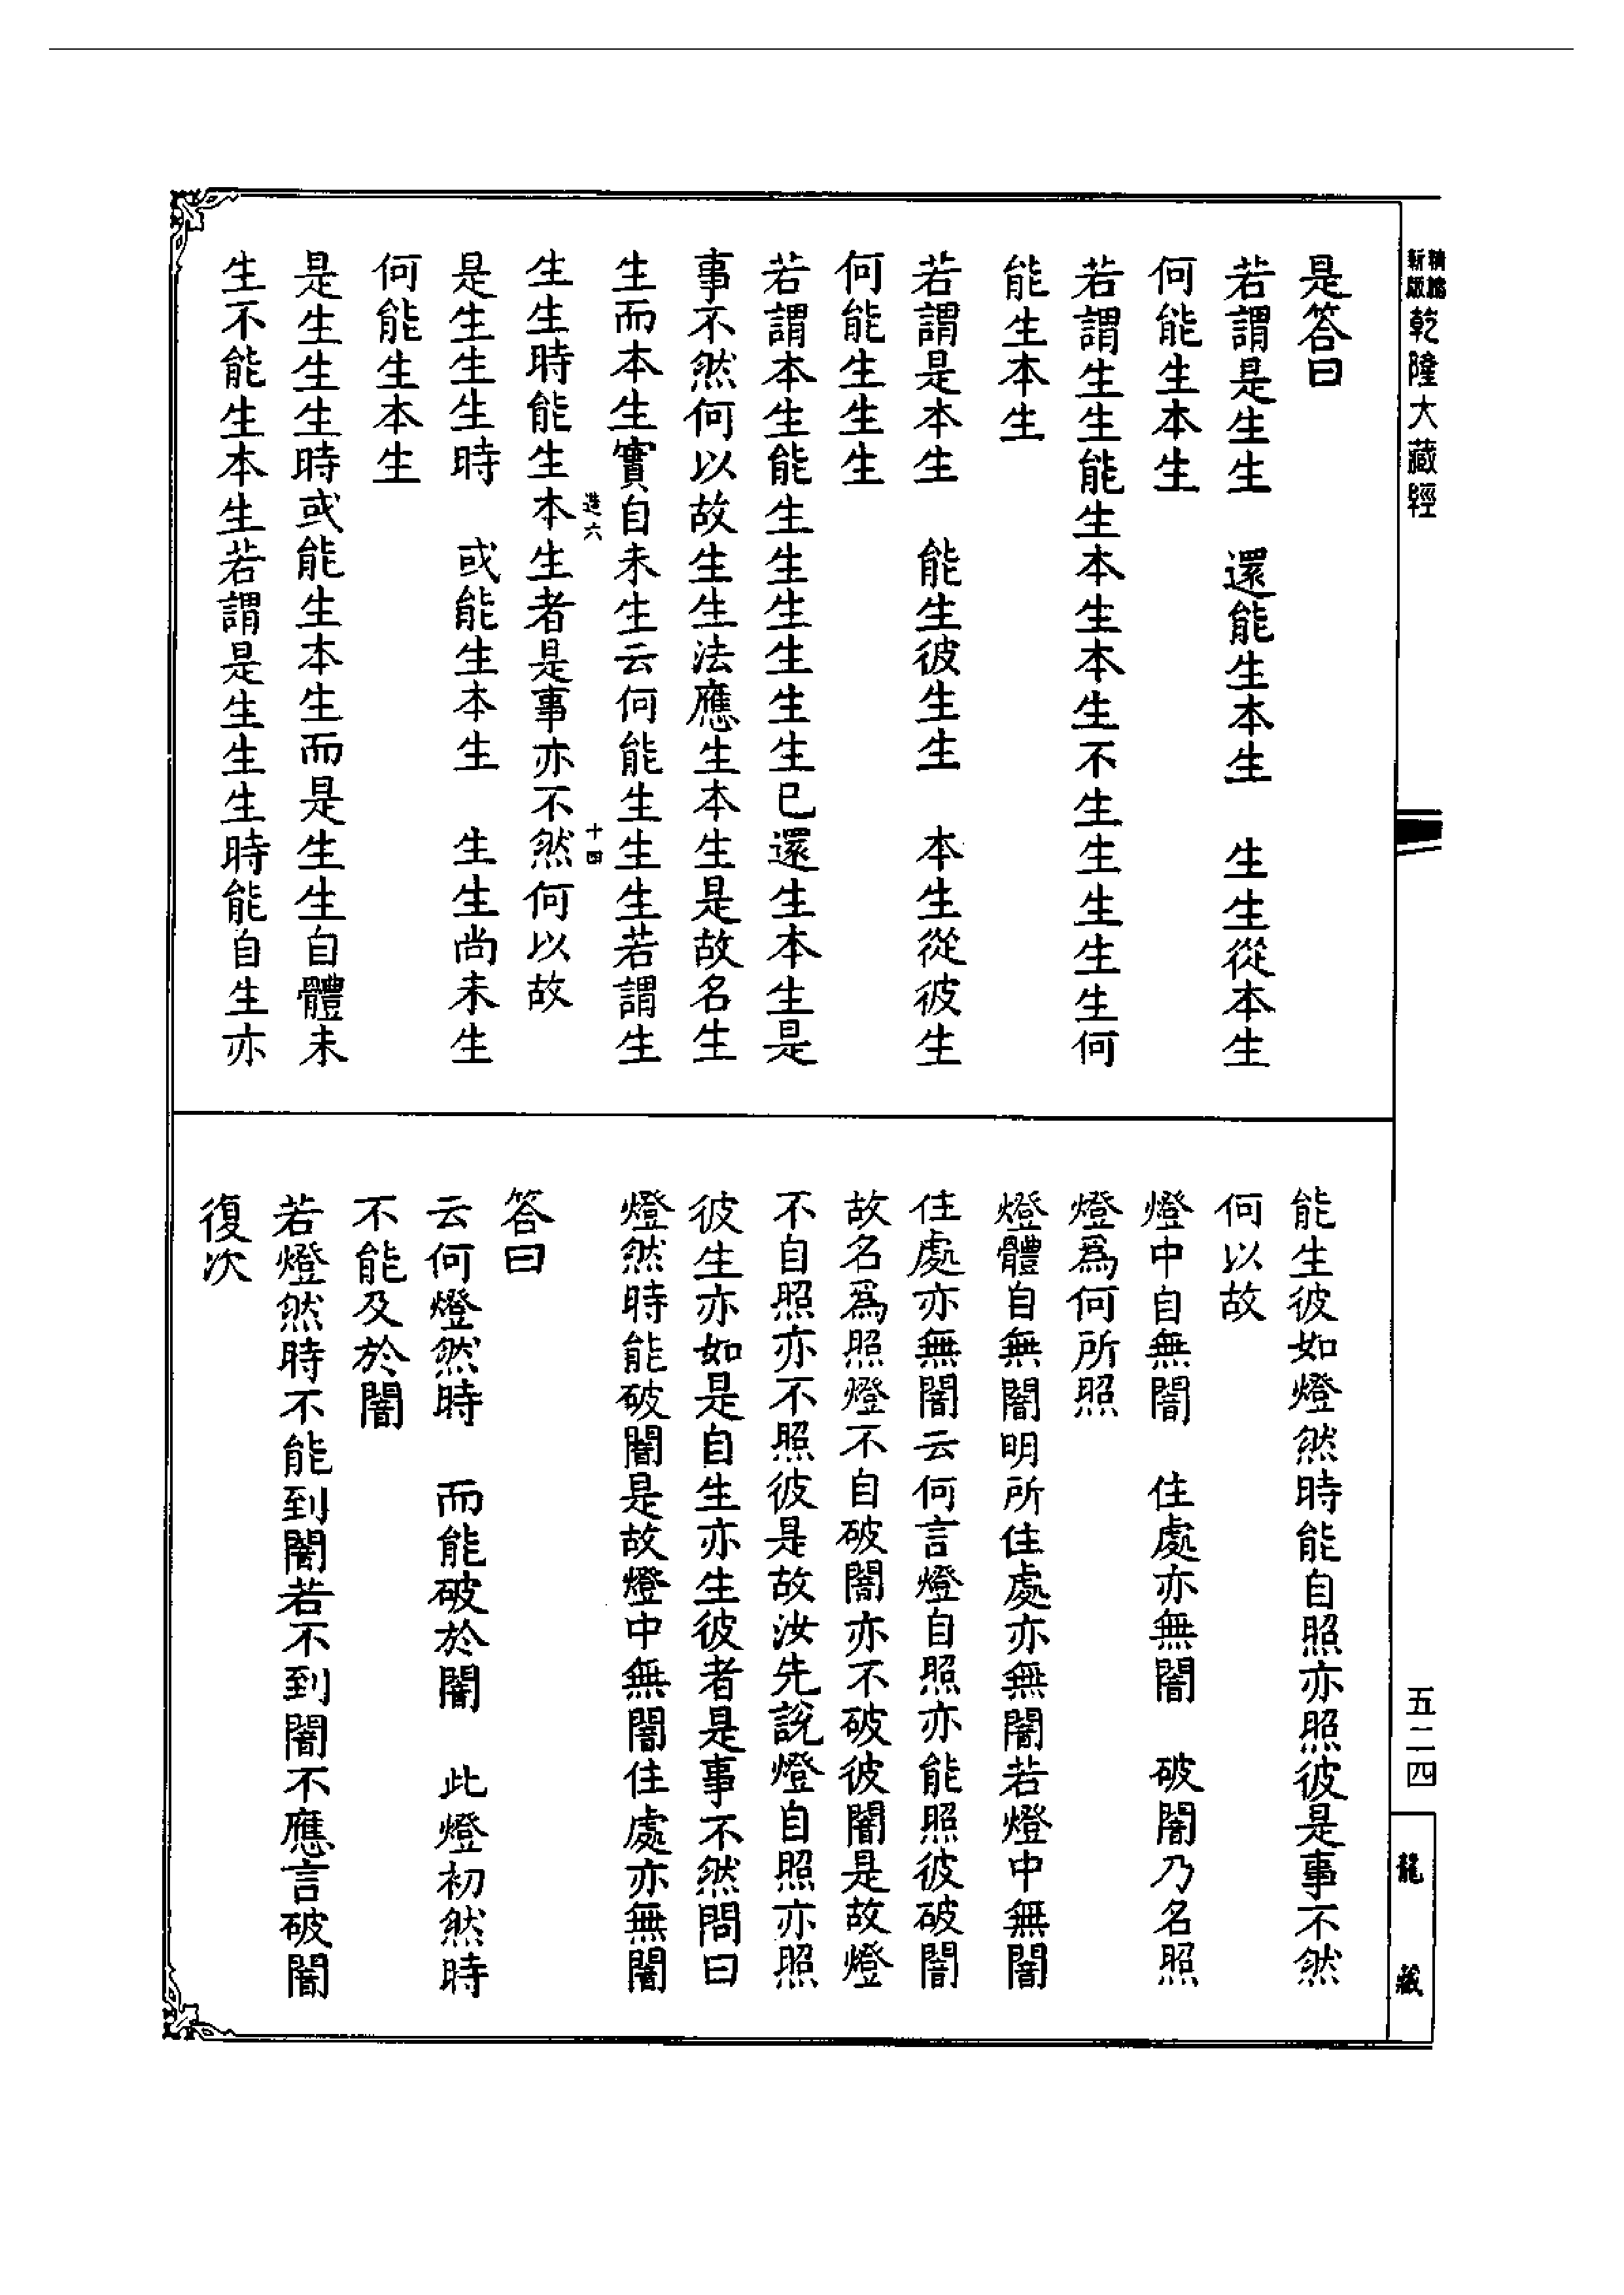 新版
精縮
乾隆大藏經
是答曰
若謂是生生　還能生本生　生生從本生
何能生本生
若謂生生能生本生本生不生生生生何
能生本生
若謂是本生　能生彼生生　本生從彼生
何能生生生
若謂本生能生生生生生生已還生本生是
事不然何以故生生法應生本生是故名生
生而本生實自未生云何能生生生若謂生
造六
十四
生生時能生本生者是事亦不然何以故
是生生生時　或能生本生　生生尚未生
何能生本生
是生生生時或能生本生而是生生自體未
生不能生本生若謂是生生生時能自生亦
能生彼如燈然時能自照亦照彼是事不然
何以故
燈中自無闇　住處亦無闇　破闇乃名照
燈爲何所照
燈體自無闇明所住處亦無闇若燈中無闇
住處亦無闇云何言燈自照亦能照彼破闇
故名爲照燈不自破闇亦不破彼闇是故燈
不自照亦不照彼是故汝先說燈自照亦照
彼生亦如是自生亦生彼者是事不然問曰
燈然時能破闇是故燈中無闇住處亦無闇
答曰
云何燈然時　而能破於闇　此燈初然時
不能及於闇
若燈然時不能到闇若不到闇不應言破闇
復次
五二四
龍藏